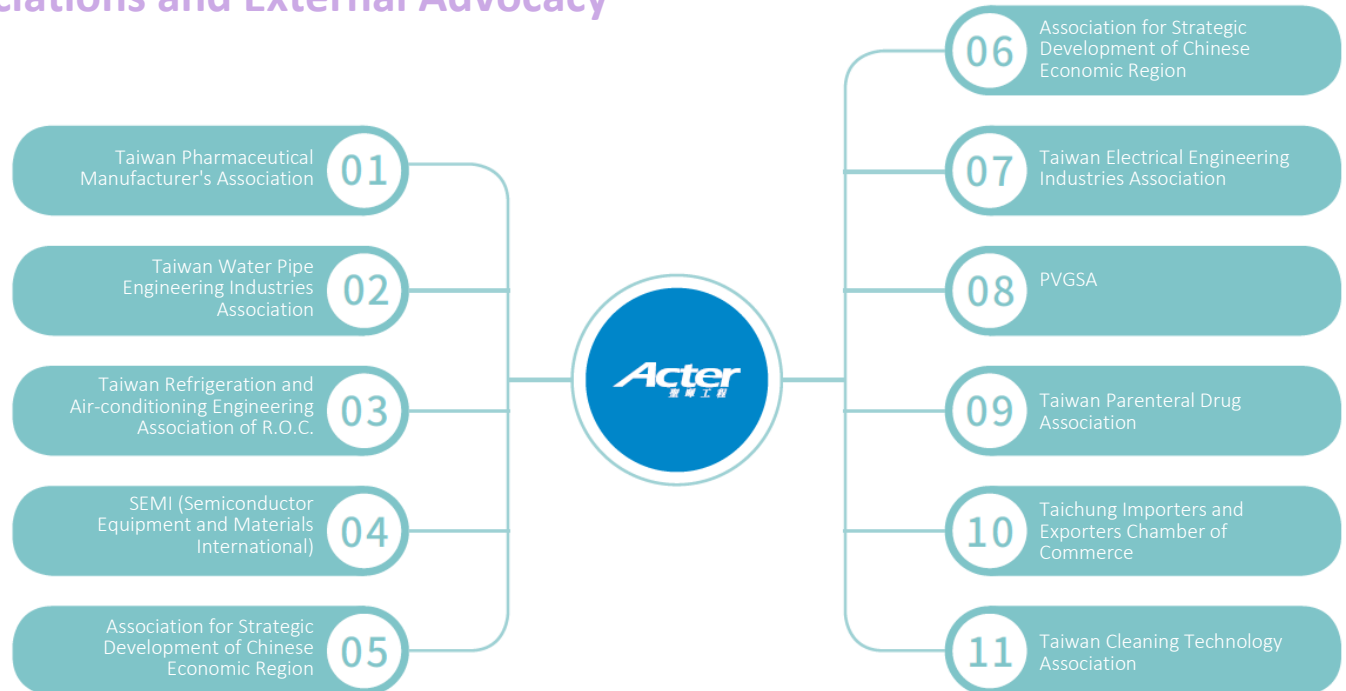 ciations and External Advocacy
01
Taiwan Pharmaceutical
Manufacturer's Association
02
Taiwan Water Pipe
Engineering Industries
Association
03
Taiwan Refrigeration and
Air-conditioning Engineering
Association of R.O.C.
04
SEMI (Semiconductor
Equipment and Materials
International)
05
Association for Strategic
Development of Chinese
Economic Region
Acter
聖暉工程
06
Association for Strategic
Development of Chinese
Economic Region
07
Taiwan Electrical Engineering
Industries Association
08
PVGSA
09
Taiwan Parenteral Drug
Association
10
Taichung Importers and
Exporters Chamber of
Commerce
11
Taiwan Cleaning Technology
Association